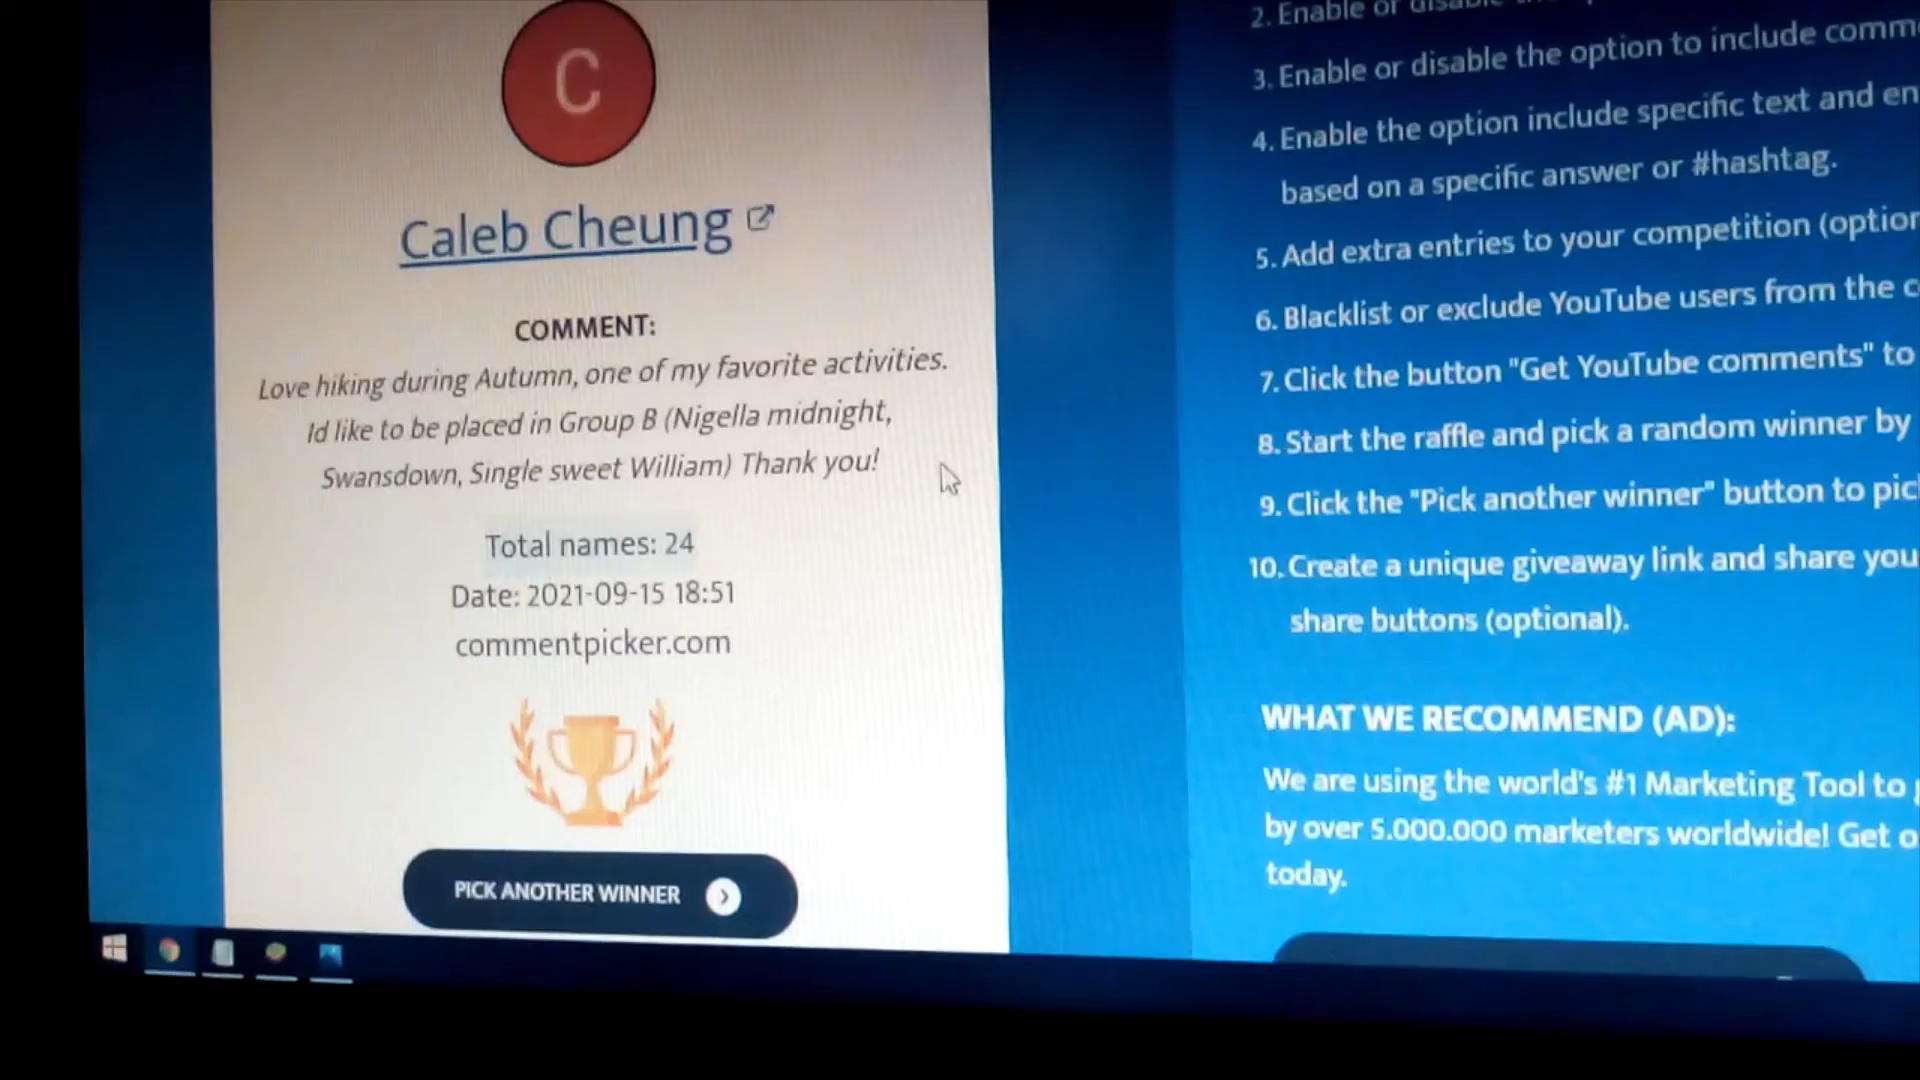 C
Caleb Cheung
COMMENT:
Love hiking during Autumn, one of my favorite activities.
Id like to be placed in Group B (Nigella midnight,
Swansdown, Single sweet William) Thank you!
Total names: 24
Date: 2021-09-15 18:51
commentpicker.com
PICK ANOTHER WINNER
2. Enable or
3. Enable or disable the option to include
4. Enable the option include specific text and
based on a specific answer or #hashtag.
5. Add extra entries to your competition
6. Blacklist or exclude YouTube users from the
7. Click the button "Get YouTube comments" to
8. Start the raffle and pick a random winner by
9. Click the "Pick another winner" button to
10. Create a unique giveaway link and share
share buttons (optional).
WHAT WE RECOMMEND (AD):
We are using the world's #1 Marketing Tool to
by over 5.000.000 marketers worldwide! Get
today.